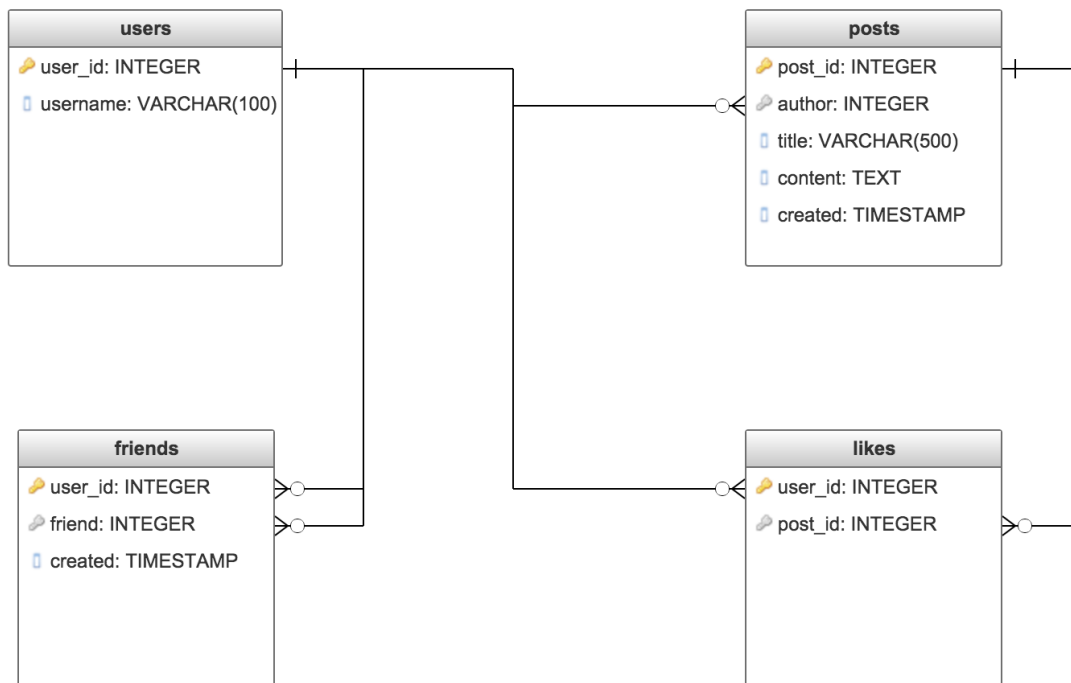 users
user_id: INTEGER
username: VARCHAR(100)
posts
post_id: INTEGER
author: INTEGER
title: VARCHAR(500)
content: TEXT
created: TIMESTAMP
friends
user_id: INTEGER
friend: INTEGER
created: TIMESTAMP
likes
user_id: INTEGER
post_id: INTEGER